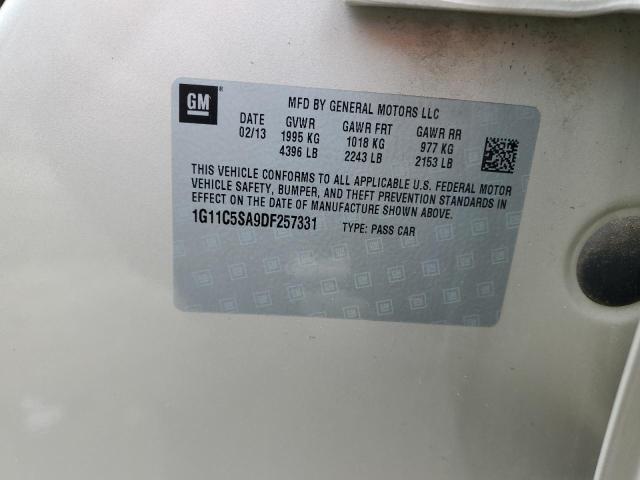 GM
MFD BY GENERAL MOTORS LLC
DATE GVWR GAWR FRT GAWR RR
02/13 1995 KG 1018 KG 977 KG
4396 LB 2243 LB 2153 LB
THIS VEHICLE CONFORMS TO ALL APPLICABLE U.S. FEDERAL MOTOR
VEHICLE SAFETY, BUMPER, AND THEFT PREVENTION STANDARDS IN
EFFECT ON THE DATE OF MANUFACTURE SHOWN ABOVE.
1G11C5SA9DF257331 TYPE: PASS CAR